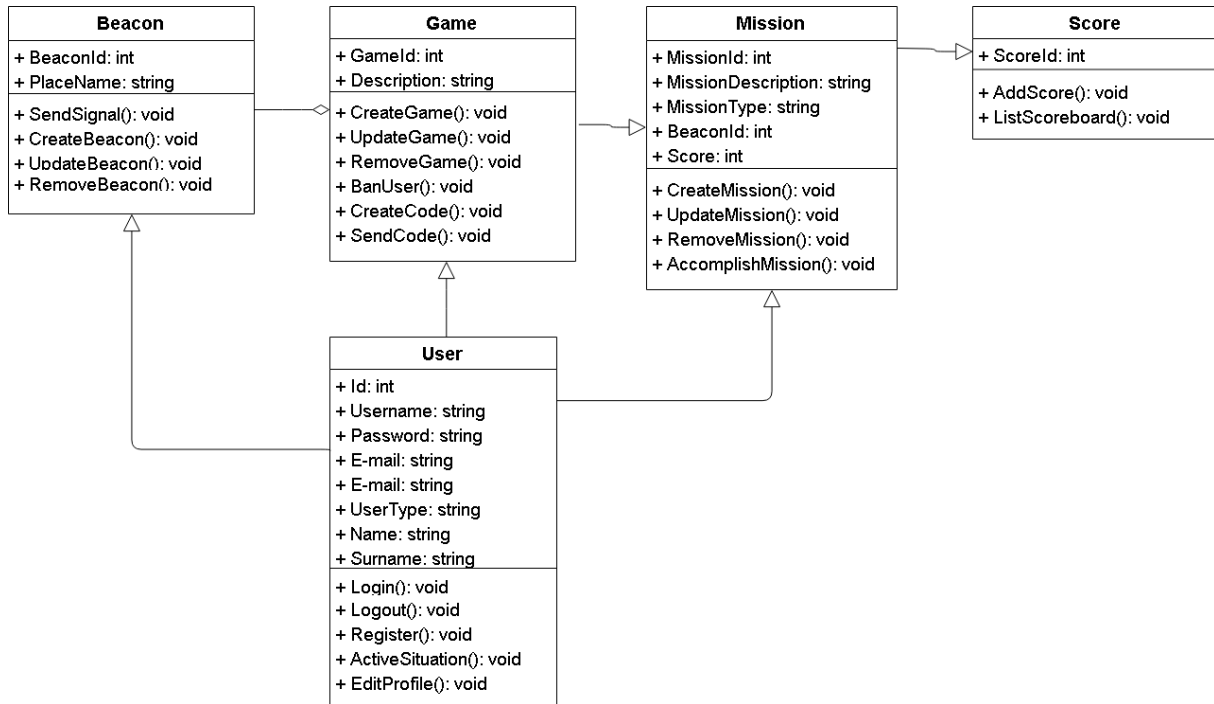 Beacon
+ BeaconId: int
+ PlaceName: string
+ SendSignal(): void
+ CreateBeacon(): void
+ UpdateBeacon(): void
+ RemoveBeacon(): void
Game
+ GameId: int
+ Description: string
+ CreateGame(): void
+ UpdateGame(): void
+ RemoveGame(): void
+ BanUser(): void
+ CreateCode(): void
+ SendCode(): void
Mission
+ MissionId: int
+ MissionDescription: string
+ MissionType: string
+ BeaconId: int
+ Score: int
+ CreateMission(): void
+ UpdateMission(): void
+ RemoveMission(): void
+ AccomplishMission(): void
Score
+ ScoreId: int
+ AddScore(): void
+ ListScoreboard(): void
User
+ Id: int
+ Username: string
+ Password: string
+ E-mail: string
+ E-mail: string
+ UserType: string
+ Name: string
+ Surname: string
+ Login(): void
+ Logout(): void
+ Register(): void
+ ActiveSituation(): void
+ EditProfile(): void